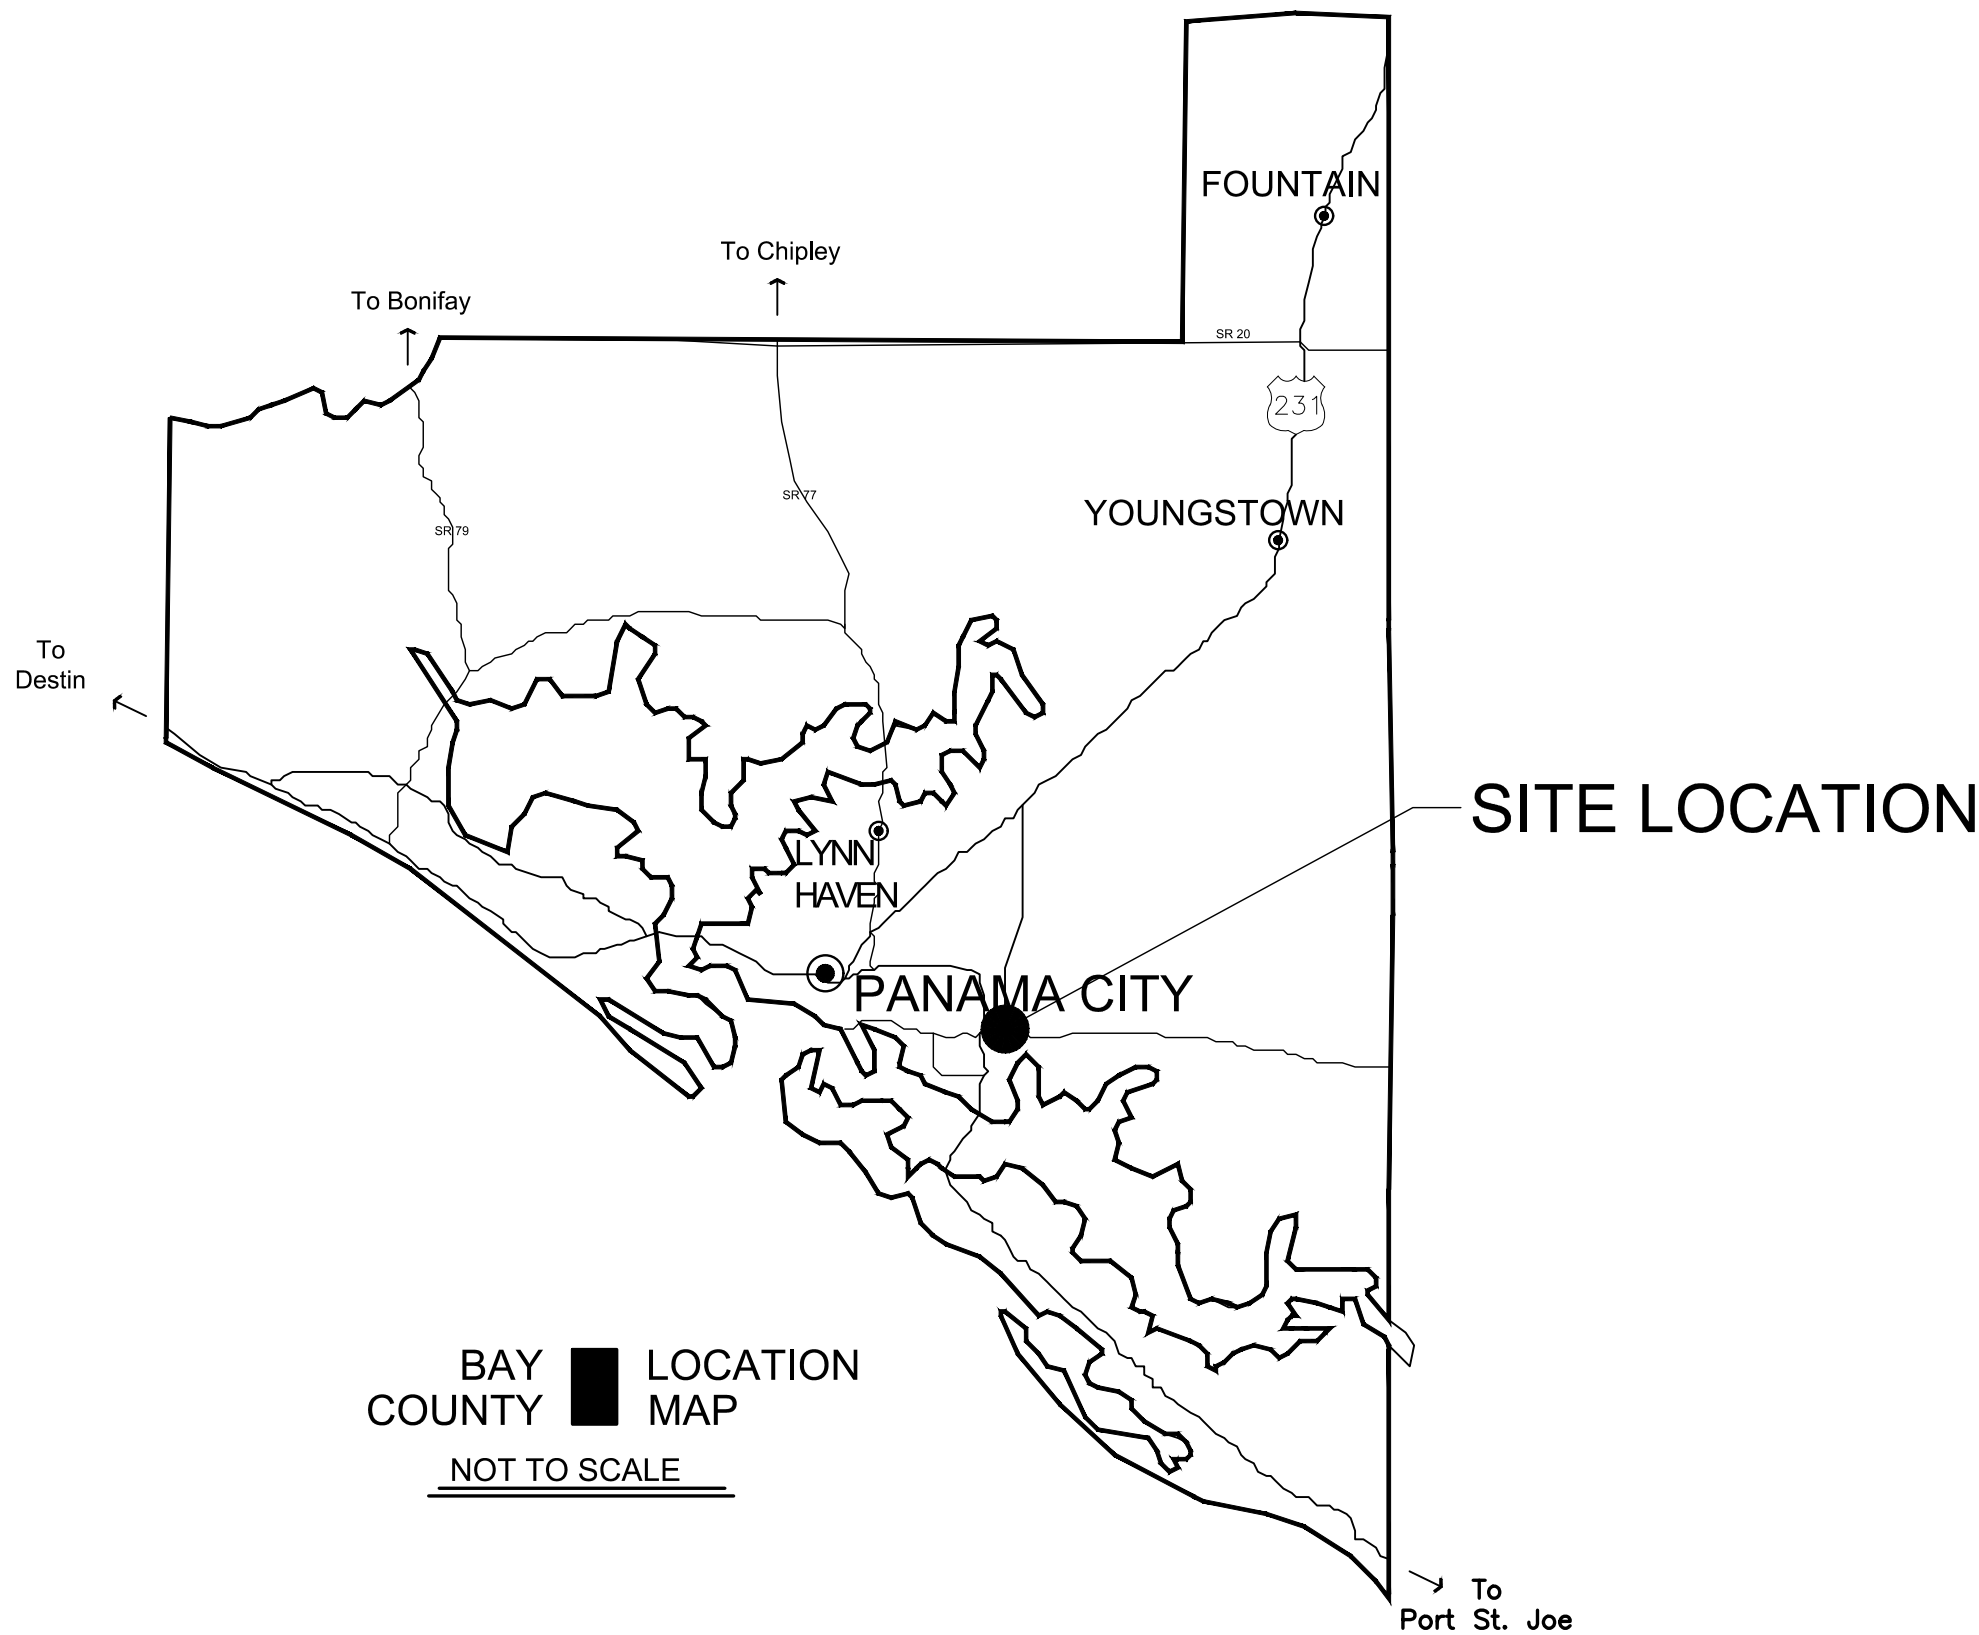 FOUNTAIN
To Chipley
To Bonifay
SR 20
231
SR 77
YOUNGSTOWN
SR 79
To
Destin
SITE LOCATION
LYNN
HAVEN
PANAMA CITY
BAY LOCATION
COUNTY MAP
NOT TO SCALE
To
Port St. Joe